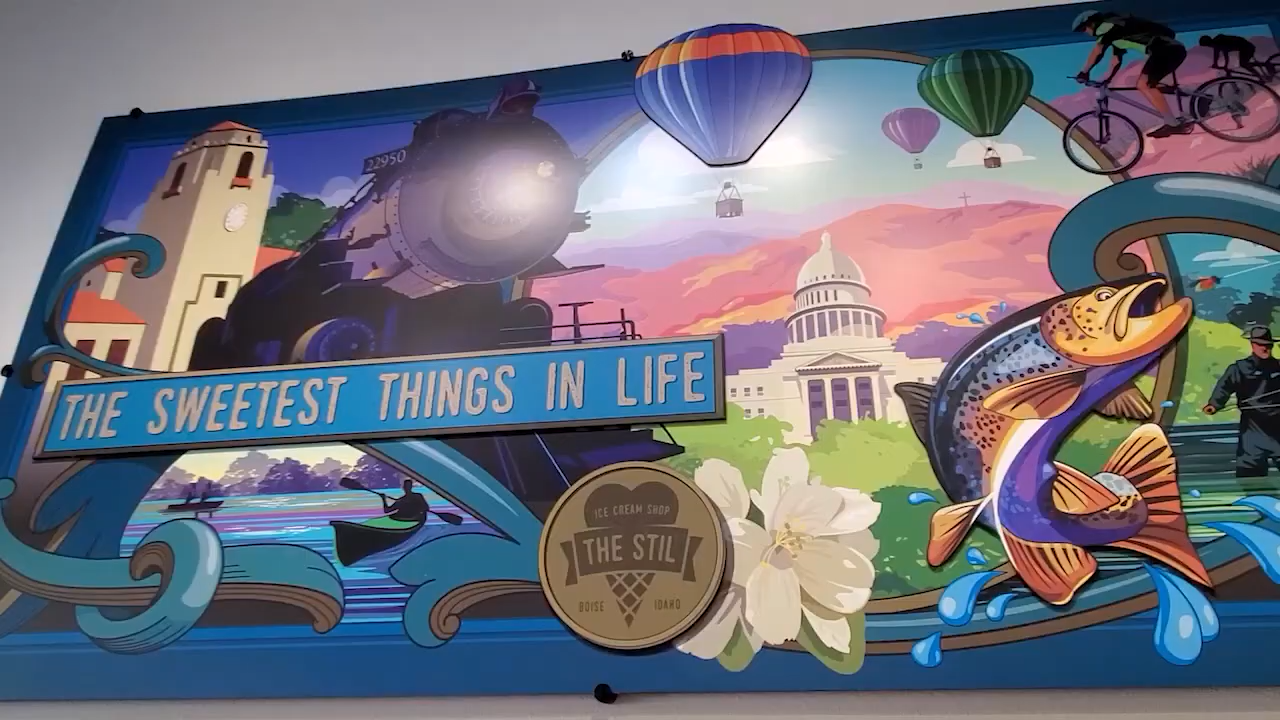 22950
THE SWEETEST THINGS IN LIFE
ICE CREAM SHOP
THE STIL
BOISE IDAHO